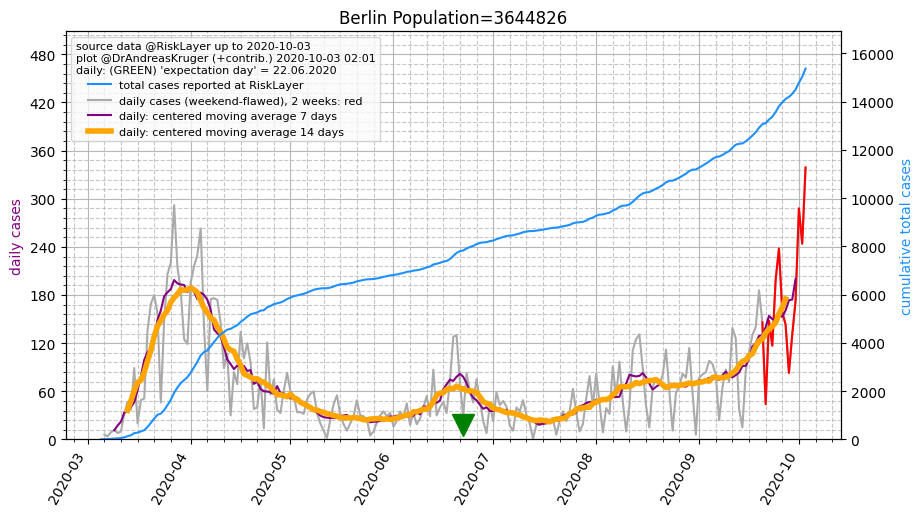 Berlin Population=3644826
source data @RiskLayer up to 2020-10-03
plot @DrAndreasKruger (+contrib.) 2020-10-03 02:01
daily: (GREEN) 'expectation day' = 22.06.2020
total cases reported at RiskLayer
daily cases (weekend-flawed), 2 weeks: red
daily: centered moving average 7 days
daily: centered moving average 14 days
daily cases
480
420
360
300
240
180
120
60
0
cumulative total cases
16000
14000
12000
10000
8000
6000
4000
2000
0
2020-03
2020-04
2020-05
2020-06
2020-07
2020-08
2020-09
2020-10